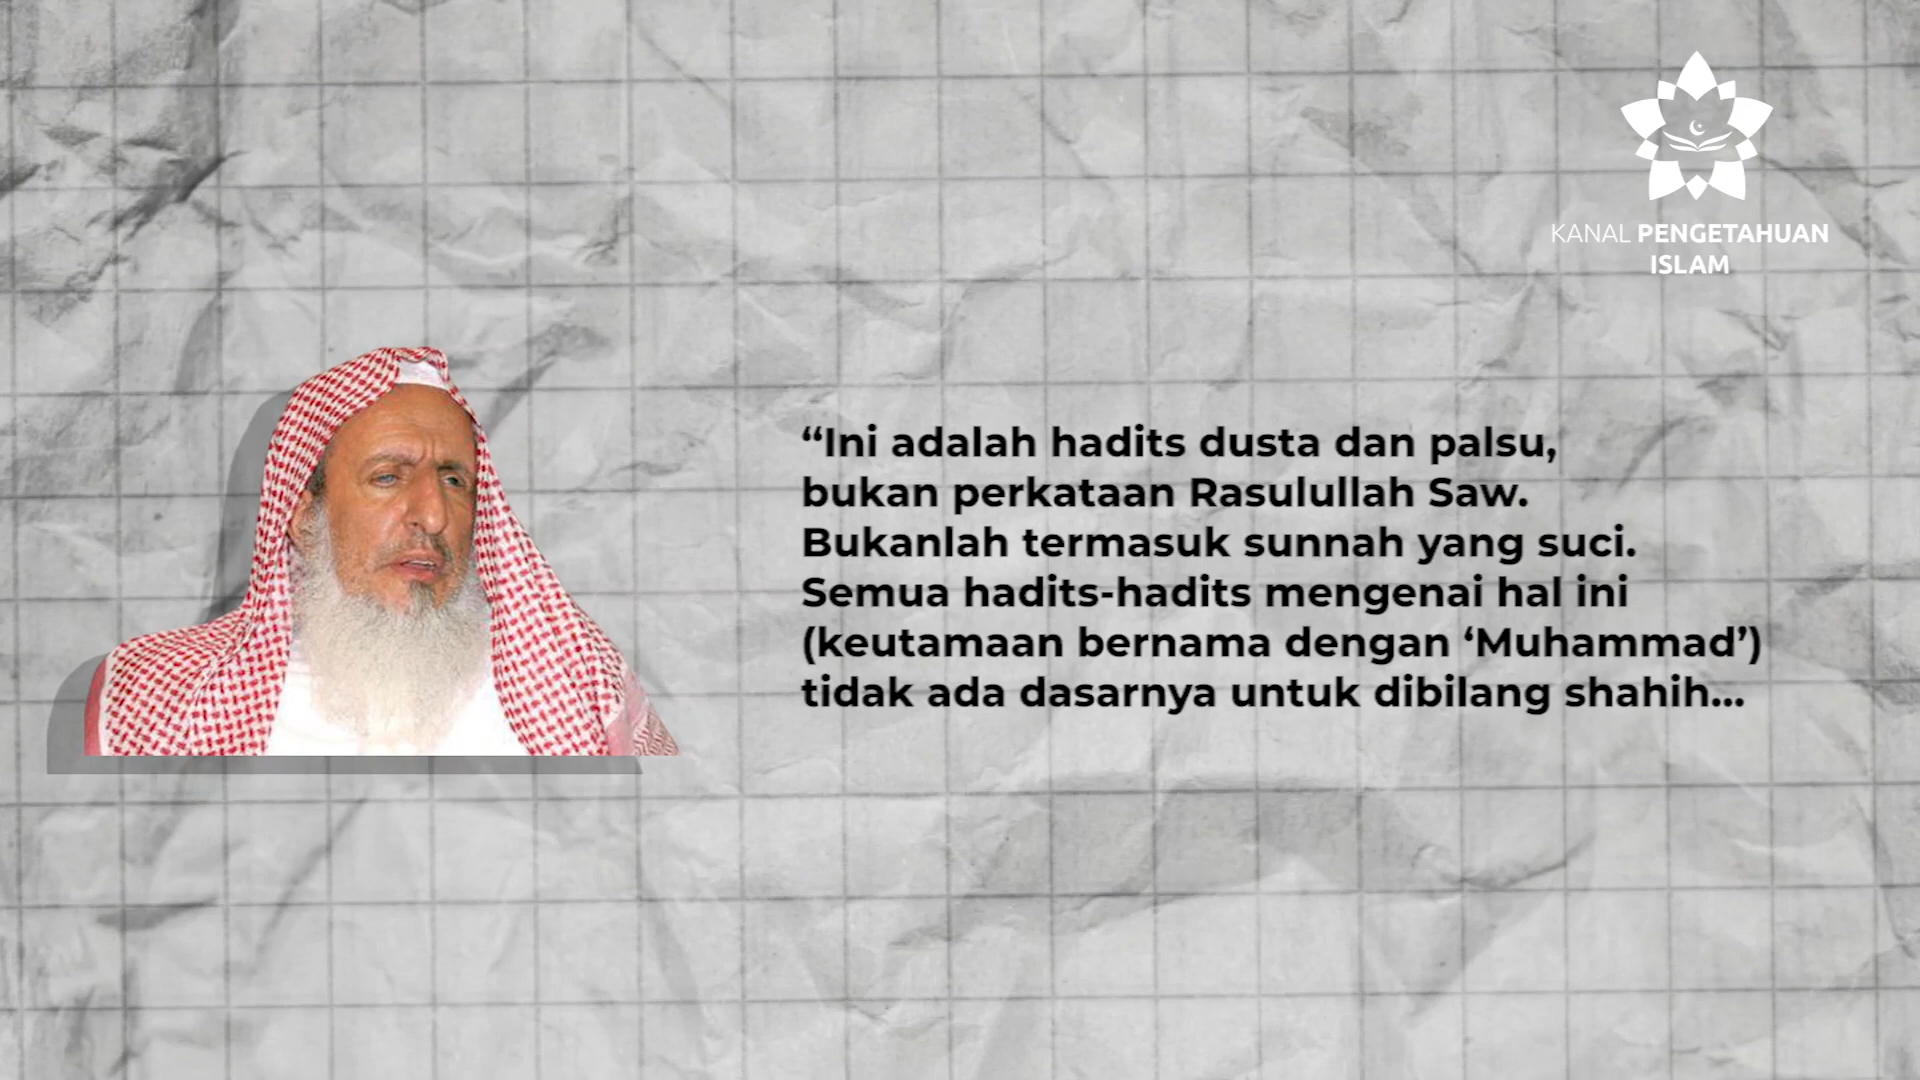 KANAL PENGETAHUAN
ISLAM
“Ini adalah hadits dusta dan palsu,
bukan perkataan Rasulullah Saw.
Bukanlah termasuk sunnah yang suci.
Semua hadits-hadits mengenai hal ini
(keutamaan bernama dengan ‘Muhammad’)
tidak ada dasarnya untuk dibilang shahih...